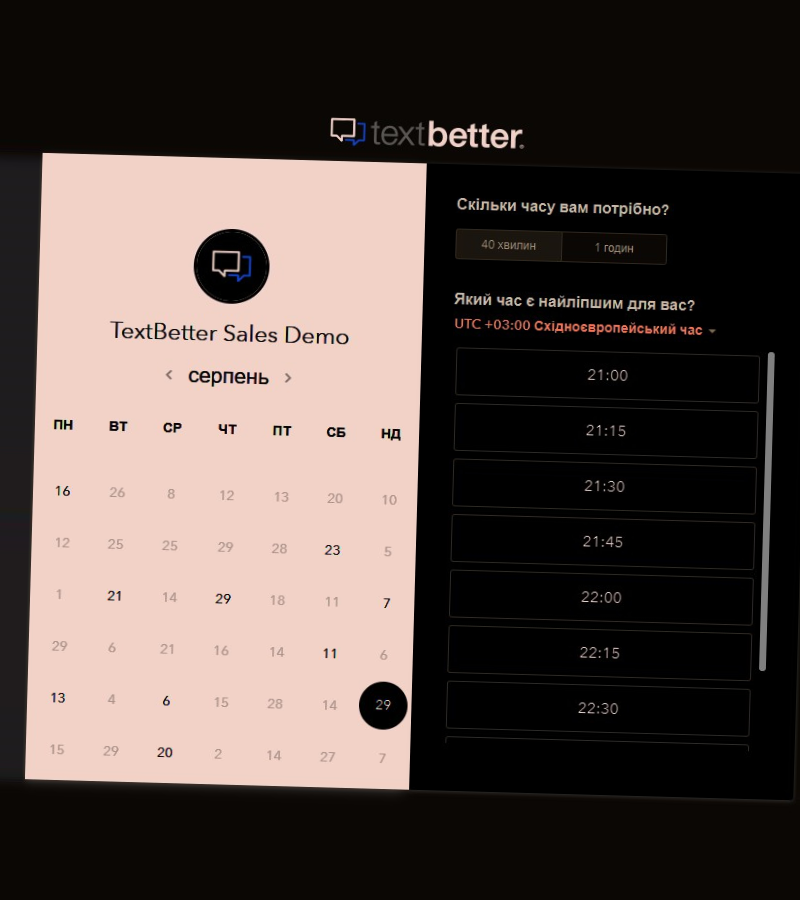 textbetter.
TextBetter Sales Demo
серпень
ПН ВТ СР ЧТ ПТ СБ НД
16 26 8 12 13 20 10
12 25 25 29 28 23 5
1 21 14 29 18 11 7
29 6 21 16 14 11 6
13 4 6 15 28 14 29
15 29 20 2 14 27 7
Скільки часу вам потрібно?
40 хвилин 1 годин
Який час є найліпшим для вас?
UTC +03:00 Східноєвропейський час
21:00
21:15
21:30
21:45
22:00
22:15
22:30